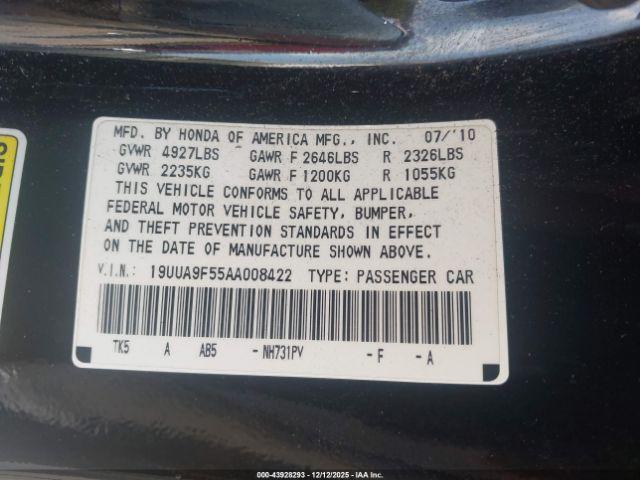 MFD. BY HONDA OF AMERICA MFG., INC. 07/'10
GVWR 4927LBS GAWR F 2646LBS R 2326LBS
GVWR 2235KG GAWR F 1200KG R 1055KG
THIS VEHICLE CONFORMS TO ALL APPLICABLE
FEDERAL MOTOR VEHICLE SAFETY, BUMPER,
AND THEFT PREVENTION STANDARDS IN EFFECT
ON THE DATE OF MANUFACTURE SHOWN ABOVE.
V.I.N.: 19UUA9F55AA008422 TYPE: PASSENGER CAR
TK5 A AB5 - NH731PV - F - A
000-43928293 - 12/12/2025 - IAA Inc.